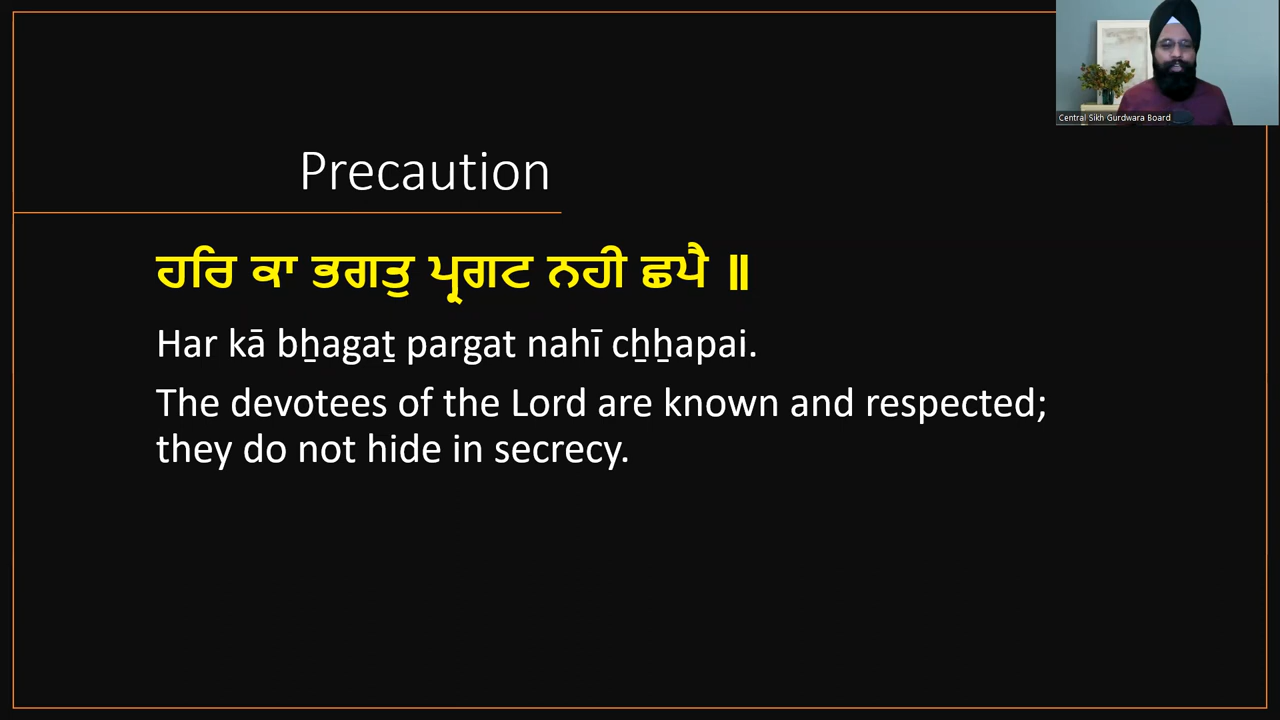 Central Sikh Gurdwara Board
Precaution
ਹਰਿ ਕਾ ਭਗਤੁ ਪ੍ਰਗਟ ਨਹੀ ਛਪੈ ॥
Har kā bẖagaṯ pargat nahī cẖẖapai.
The devotees of the Lord are known and respected;
they do not hide in secrecy.